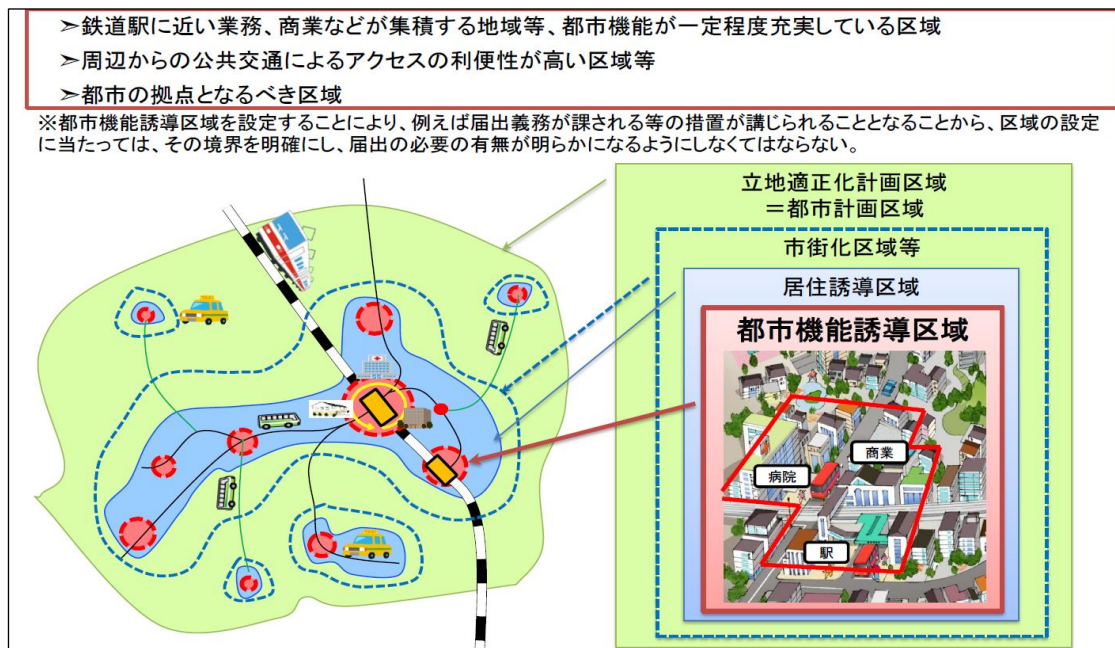 ➢鉄道駅に近い業務、商業などが集積する地域等、都市機能が一定程度充実している区域
➢周辺からの公共交通によるアクセスの利便性が高い区域等
➢都市の拠点となるべき区域
※都市機能誘導区域を設定することにより、例えば届出義務が課される等の措置が講じられることとなることから、区域の設定
に当たっては、その境界を明確にし、届出の必要の有無が明らかになるようにしなくてはならない。
立地適正化計画区域
＝都市計画区域
市街化区域等
居住誘導区域
都市機能誘導区域
商業
病院
駅